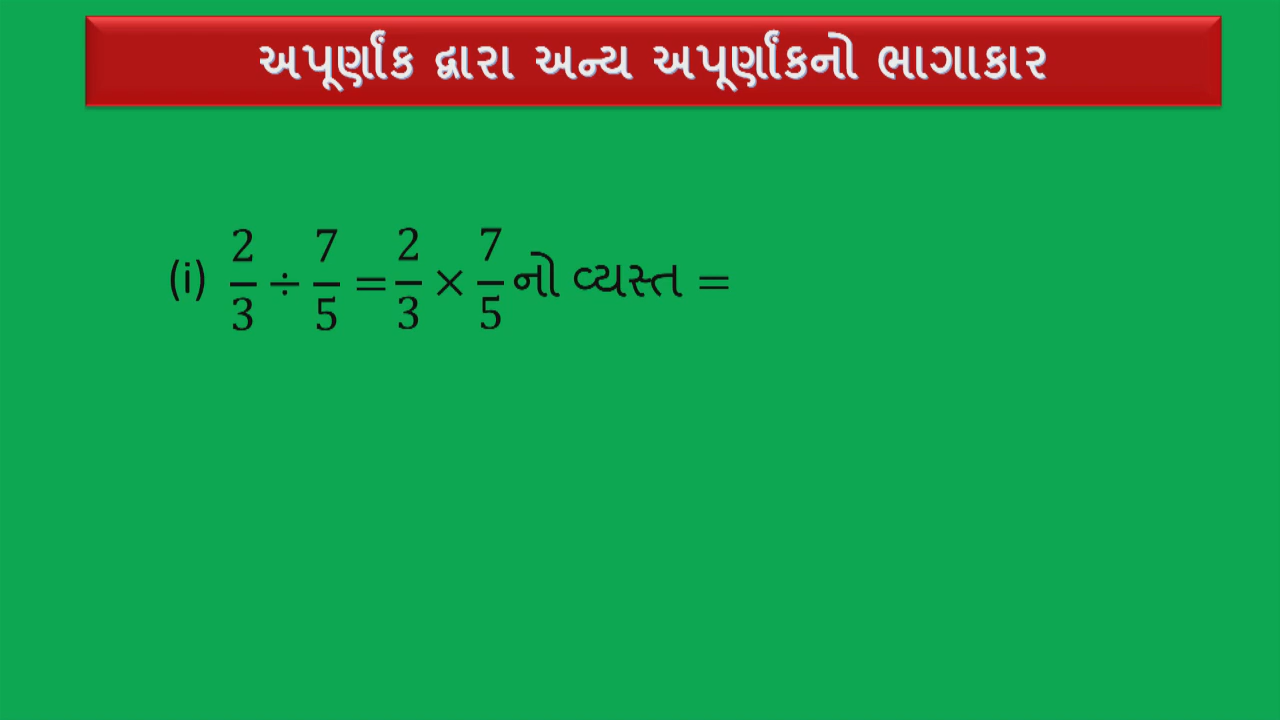 અપૂર્ણાંક દ્વારા અન્ય અપૂર્ણાંકનો ભાગાકાર
(i) 2/3 ÷ 7/5 = 2/3 × 7/5 નો વ્યસ્ત =